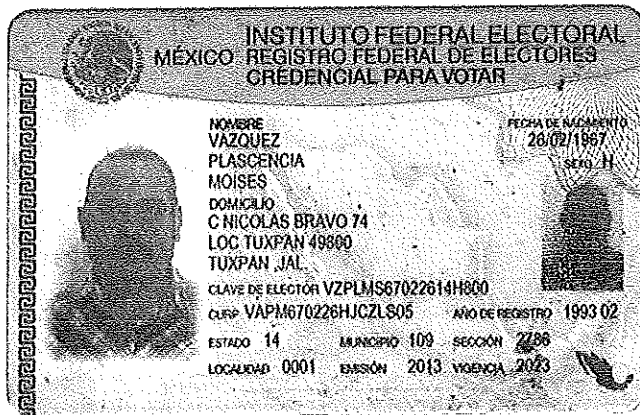 INSTITUTO FEDERAL ELECTORAL
MÉXICO REGISTRO FEDERAL DE ELECTORES
CREDENCIAL PARA VOTAR
NOMBRE
VAZQUEZ
PLASCENCIA
MOISES
FECHA DE NACIMIENTO
26/02/1967
SEXO H
DOMICILIO
C NICOLAS BRAVO 74
LOC TUXPAN 49800
TUXPAN ,JAL.
CLAVE DE ELECTOR VZPLMS67022614H800
CURP VAPM670226HJCZLS05 AÑO DE REGISTRO 1993 02
ESTADO 14 MUNICIPIO 109 SECCIÓN 2786
LOCALIDAD 0001 EMISIÓN 2013 VIGENCIA 2023